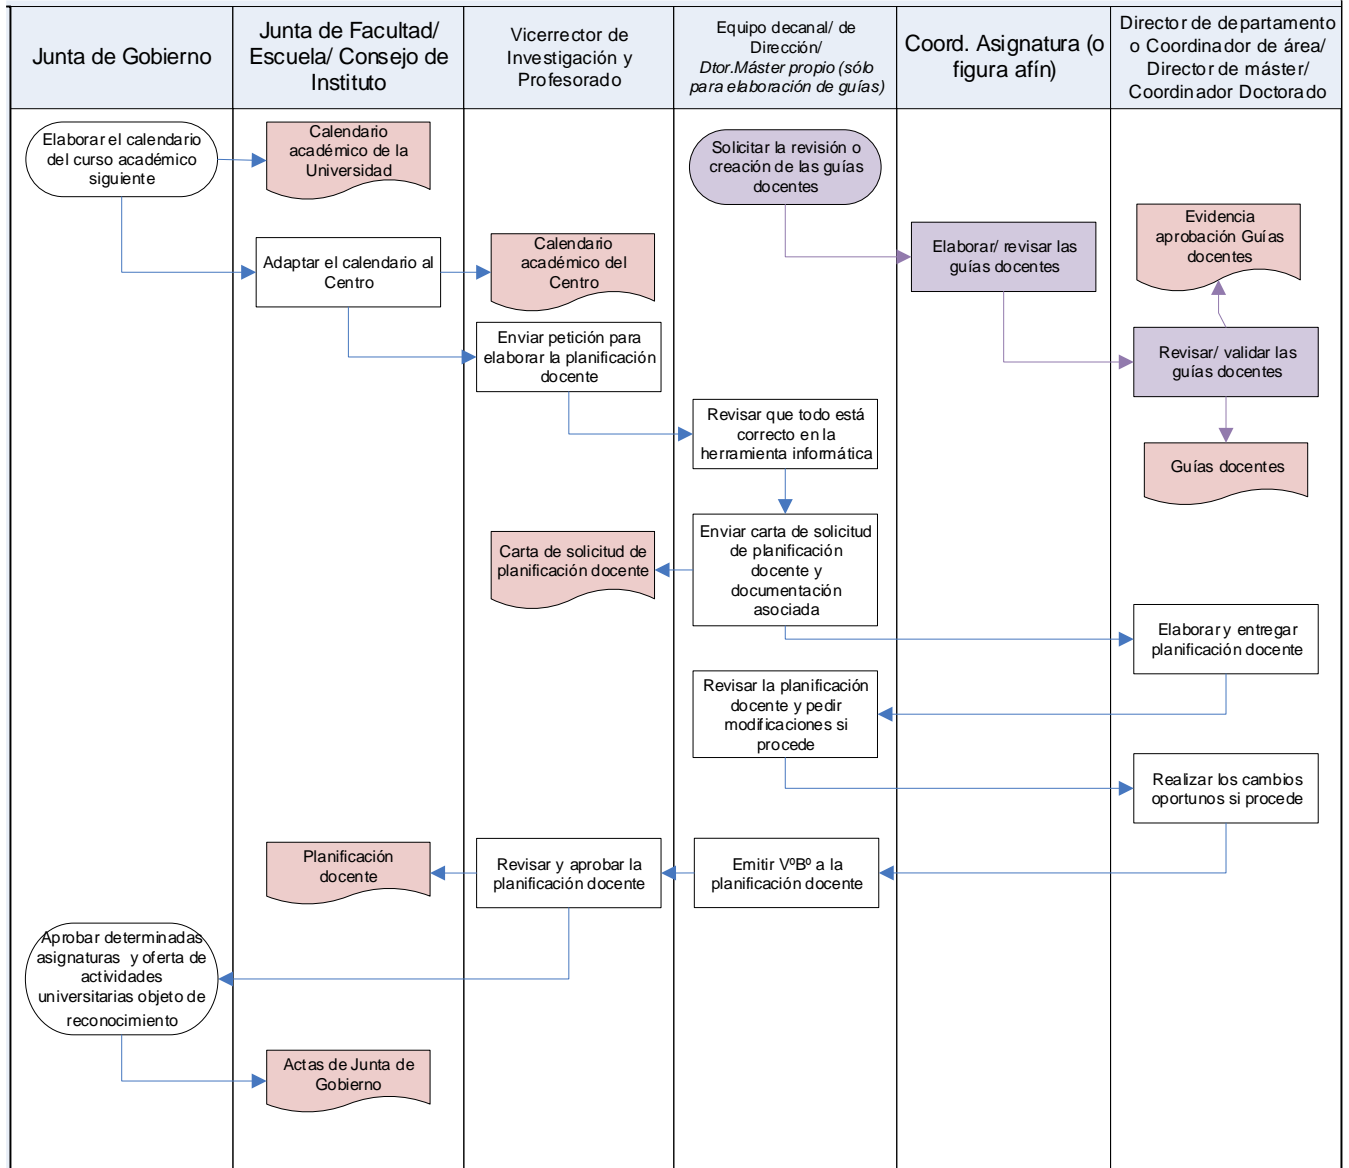 Junta de Gobierno
Junta de Facultad/
Escuela/ Consejo de
Instituto
Vicerrector de
Investigación y
Profesorado
Equipo decanal/ de
Dirección/
Dtor.Máster propio (sólo
para elaboración de guías)
Coord. Asignatura (o
figura afín)
Director de departamento
o Coordinador de área/
Director de máster/
Coordinador Doctorado
Elaborar el calendario
del curso académico
siguiente
Calendario
académico de la
Universidad
Solicitar la revisión o
creación de las guías
docentes
Evidencia
aprobación Guías
docentes
Adaptar el calendario al
Centro
Calendario
académico del
Centro
Elaborar/ revisar las
guías docentes
Enviar petición para
elaborar la planificación
docente
Revisar/ validar las
guías docentes
Revisar que todo está
correcto en la
herramienta informática
Guías docentes
Carta de solicitud de
planificación docente
Enviar carta de solicitud
de planificación
docente y
documentación
asociada
Elaborar y entregar
planificación docente
Revisar la planificación
docente y pedir
modificaciones si
procede
Realizar los cambios
oportunos si procede
Planificación
docente
Revisar y aprobar la
planificación docente
Emitir VºBº a la
planificación docente
Aprobar determinadas
asignaturas y oferta de
actividades
universitarias objeto de
reconocimiento
Actas de Junta de
Gobierno